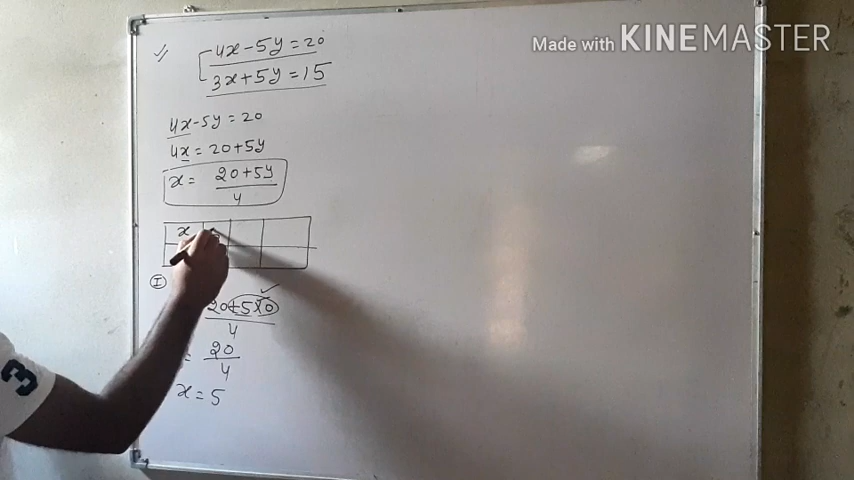 Made with KINEMASTER
4x-5y=20
3x+5y=15
4x-5y=20
4x = 20+5y
x = 20+5y
4
x
I
20+5×0
4
= 20
4
x = 5
3